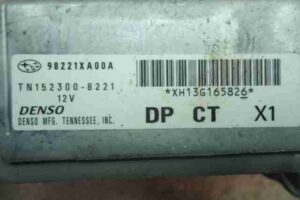 98221XA00A
TN152300-8221
12V
DENSO
DENSO MFG. TENNESSEE, INC.
*XH13G165826*
DP CT X1